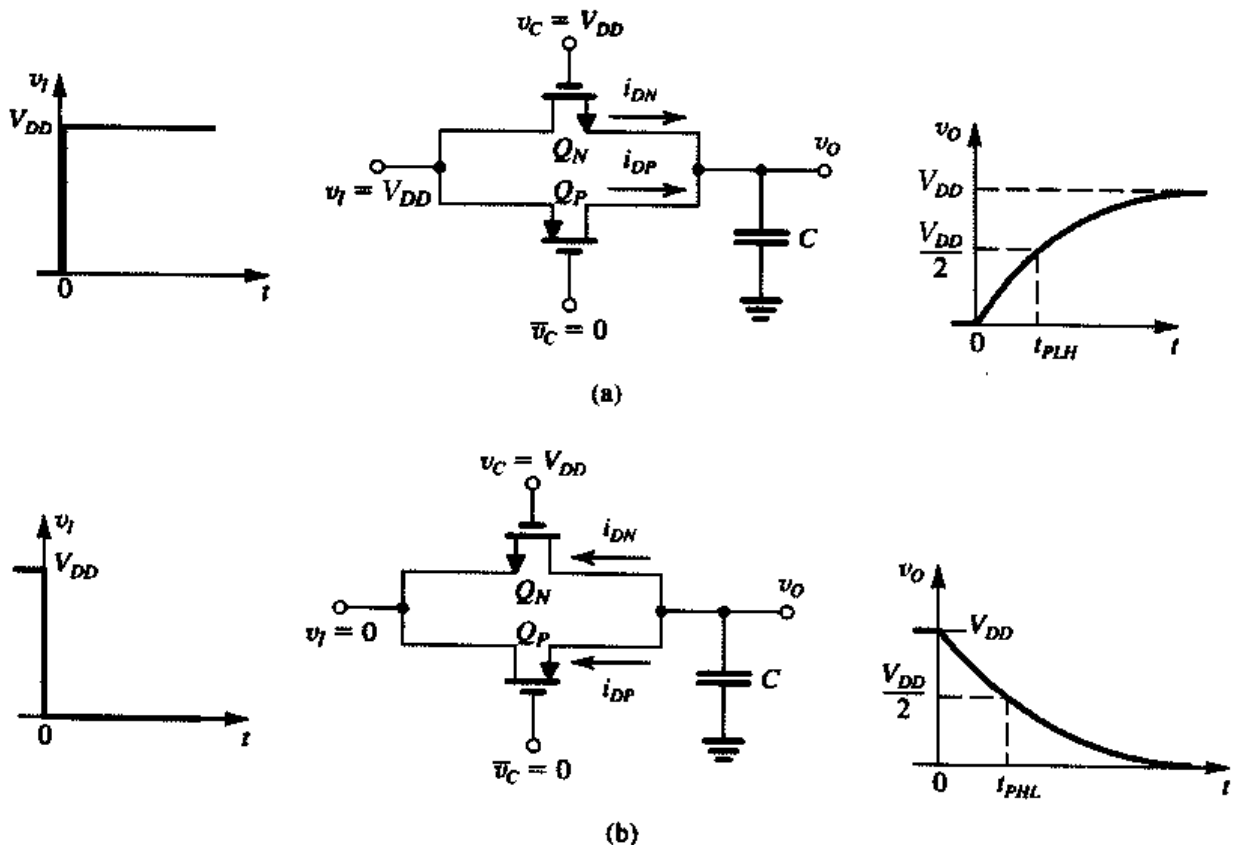 v_C = V_DD
v_I
V_DD
0
t
i_DN
Q_N
Q_P
i_DP
v_I = V_DD
v_O
C
v̅_C = 0
v_O
V_DD
V_DD/2
0
t_PLH
t
(a)
v_C = V_DD
v_I
V_DD
0
t
i_DN
Q_N
Q_P
i_DP
v_I = 0
v_O
C
v̅_C = 0
v_O
V_DD
V_DD/2
0
t_PHL
t
(b)